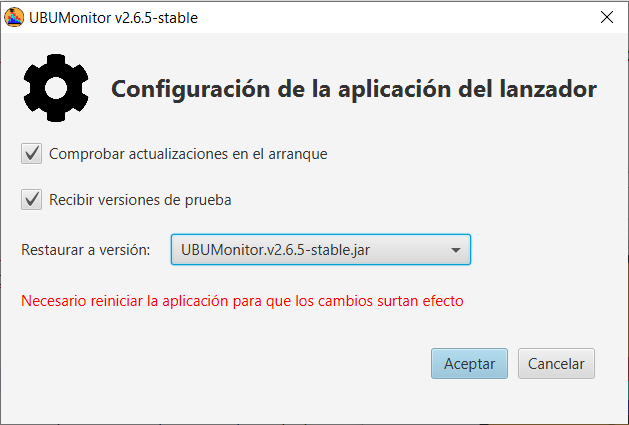 UBUMonitor v2.6.5-stable
Configuración de la aplicación del lanzador
Comprobar actualizaciones en el arranque
Recibir versiones de prueba
Restaurar a versión: UBUMonitor.v2.6.5-stable.jar
Necesario reiniciar la aplicación para que los cambios surtan efecto
Aceptar Cancelar